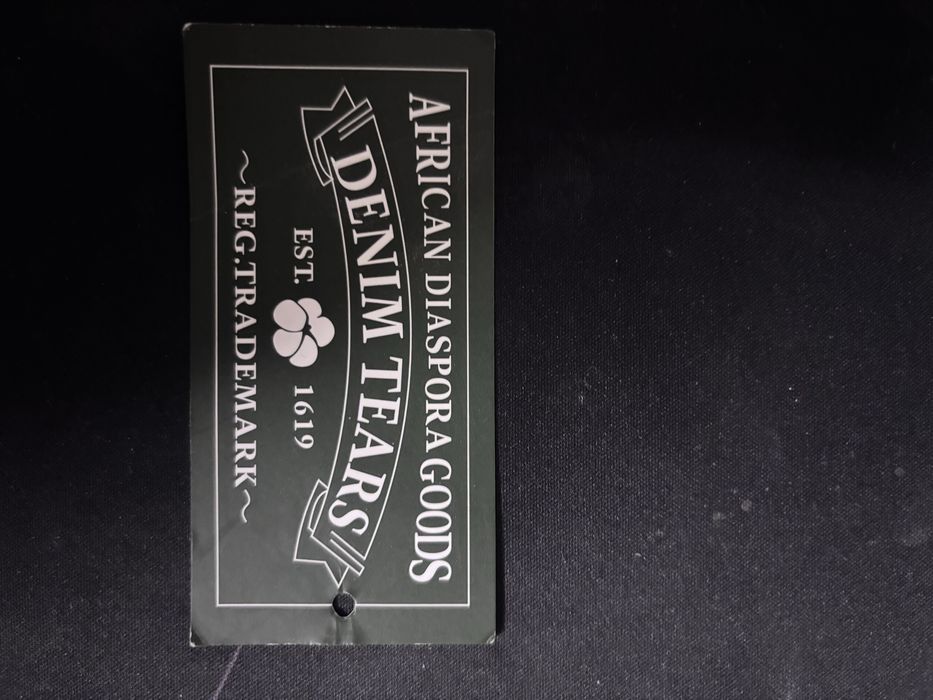 AFRICAN DIASPORA GOODS
DENIM TEARS
EST. 1619
~REG.TRADEMARK~